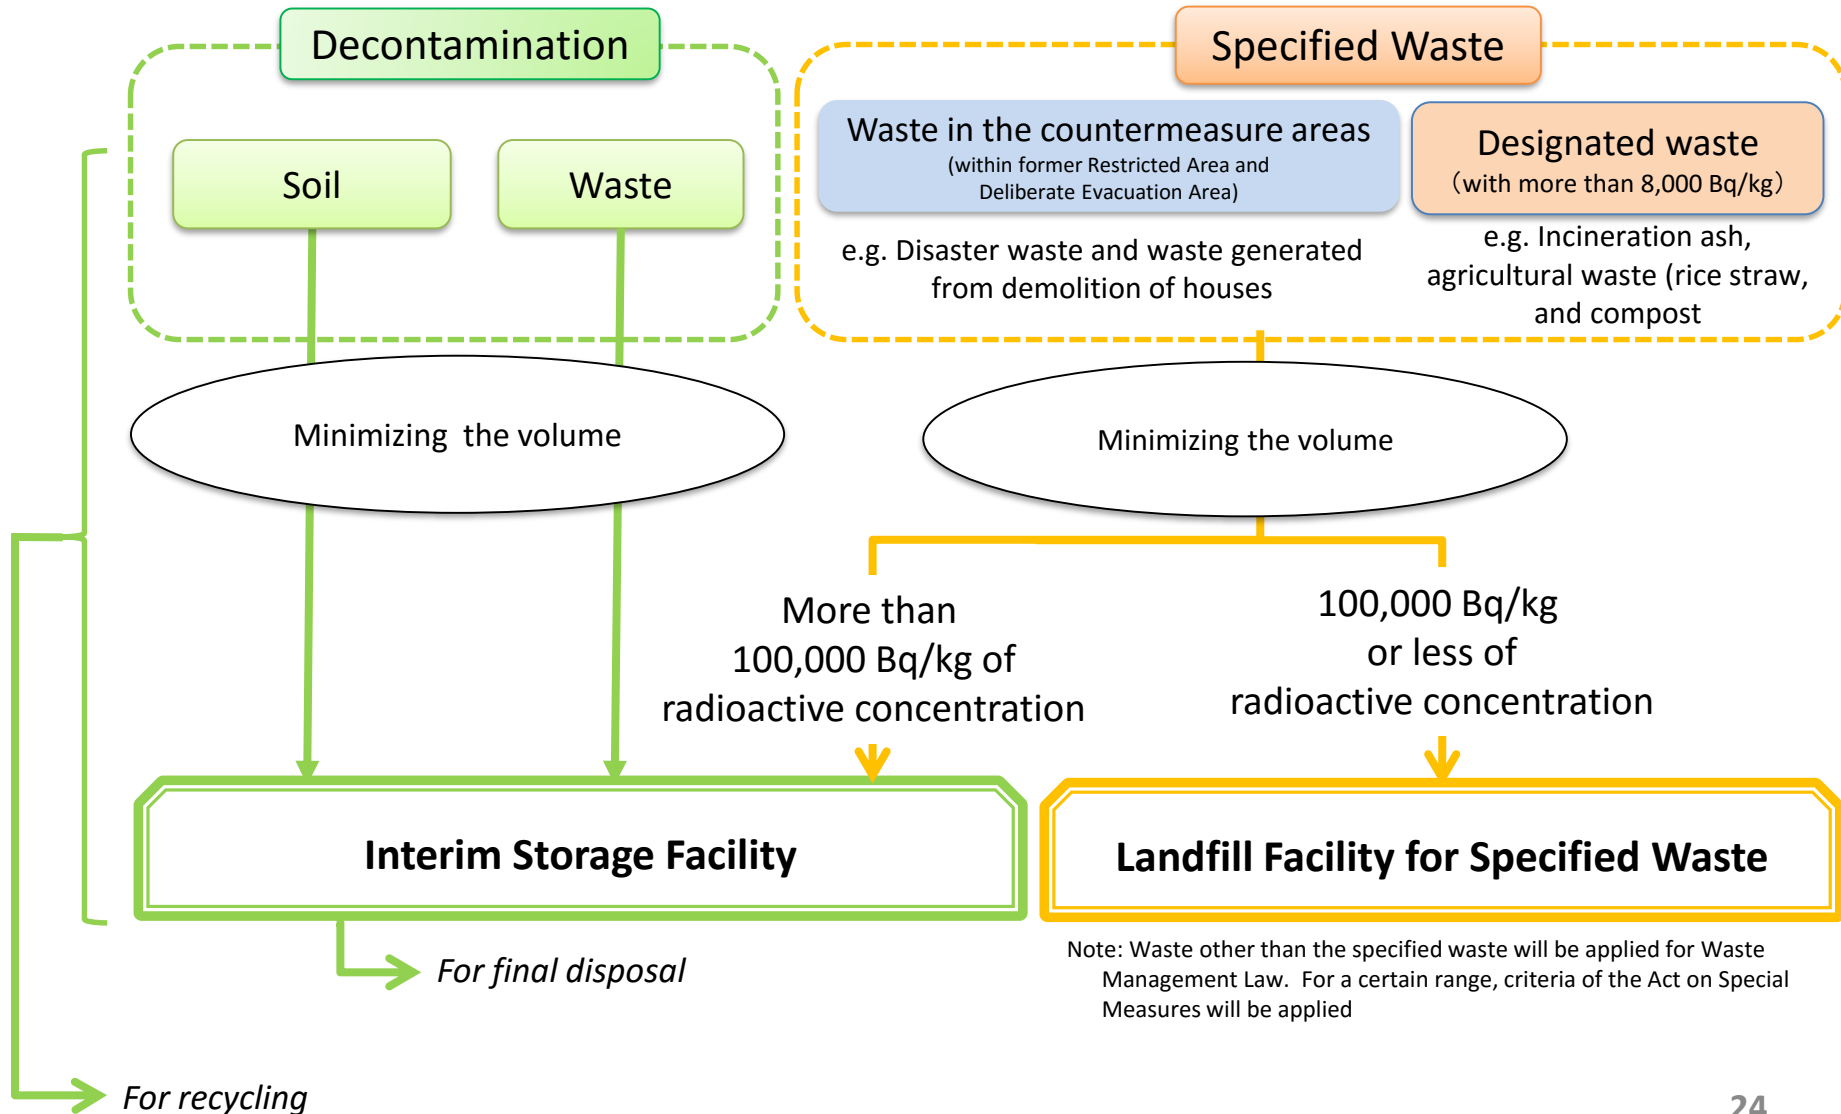 Decontamination
Specified Waste
Soil
Waste
Waste in the countermeasure areas
(within former Restricted Area and
Deliberate Evacuation Area)
Designated waste
（with more than 8,000 Bq/kg）
e.g. Disaster waste and waste generated
from demolition of houses
e.g. Incineration ash,
agricultural waste (rice straw,
and compost
Minimizing  the volume
Minimizing the volume
More than
100,000 Bq/kg of
radioactive concentration
100,000 Bq/kg
or less of
radioactive concentration
Interim Storage Facility
Landfill Facility for Specified Waste
For final disposal
Note: Waste other than the specified waste will be applied for Waste
Management Law.  For a certain range, criteria of the Act on Special
Measures will be applied
For recycling
24